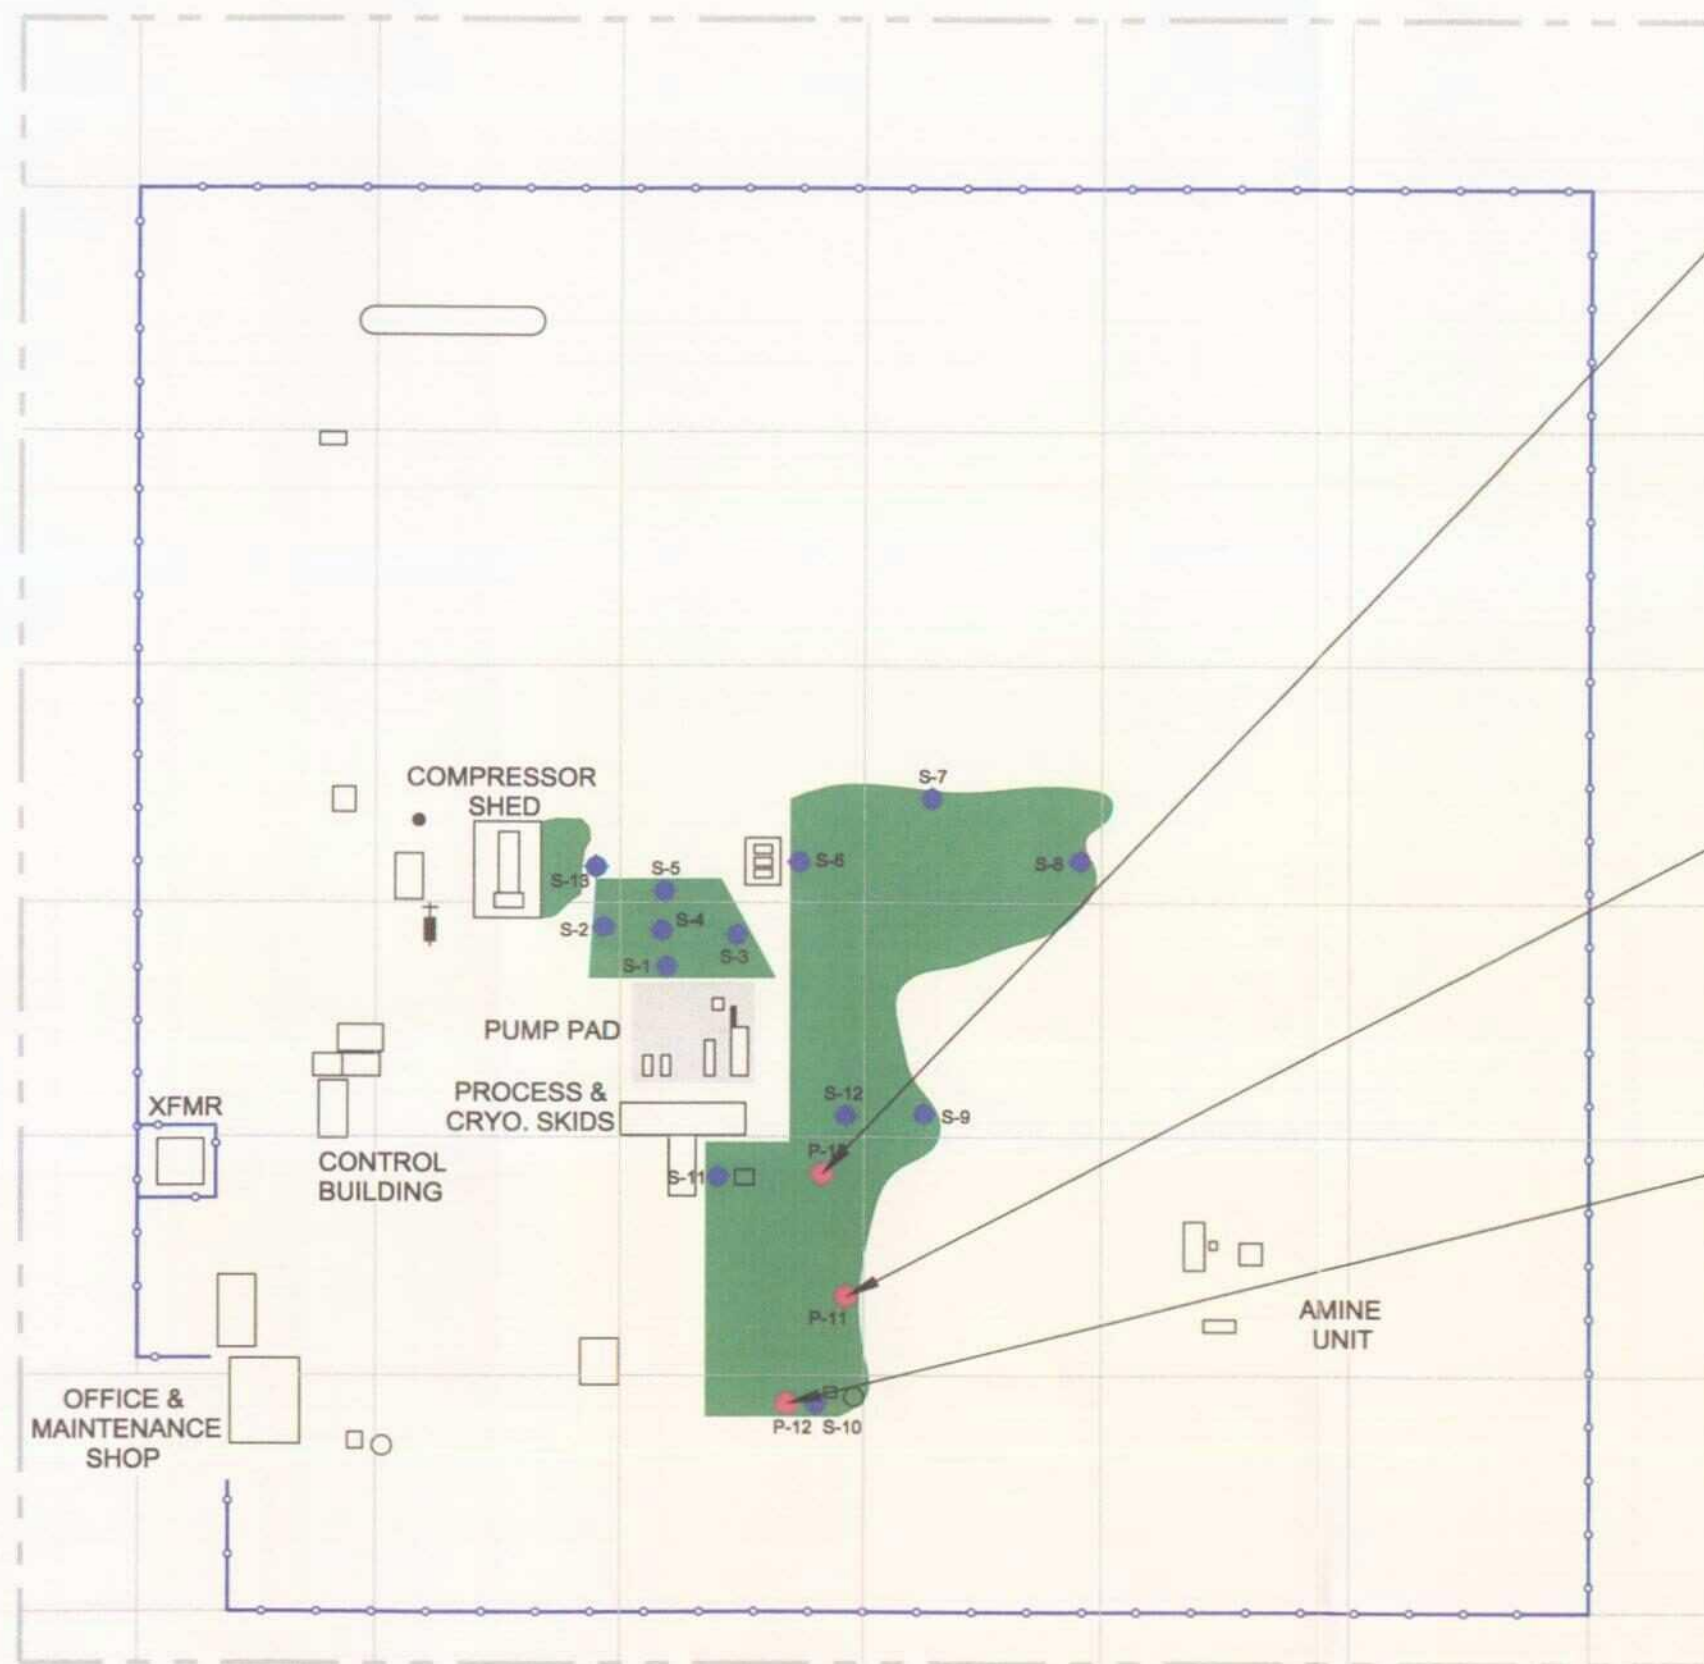 S-7
COMPRESSOR
SHED
S-6
S-8
S-5
S-13
S-4
S-2
S-3
S-1
PUMP PAD
PROCESS &
CRYO. SKIDS
S-12
S-9
XFMR
CONTROL
BUILDING
S-11
AMINE
UNIT
P-11
OFFICE &
MAINTENANCE
SHOP
P-12 S-10